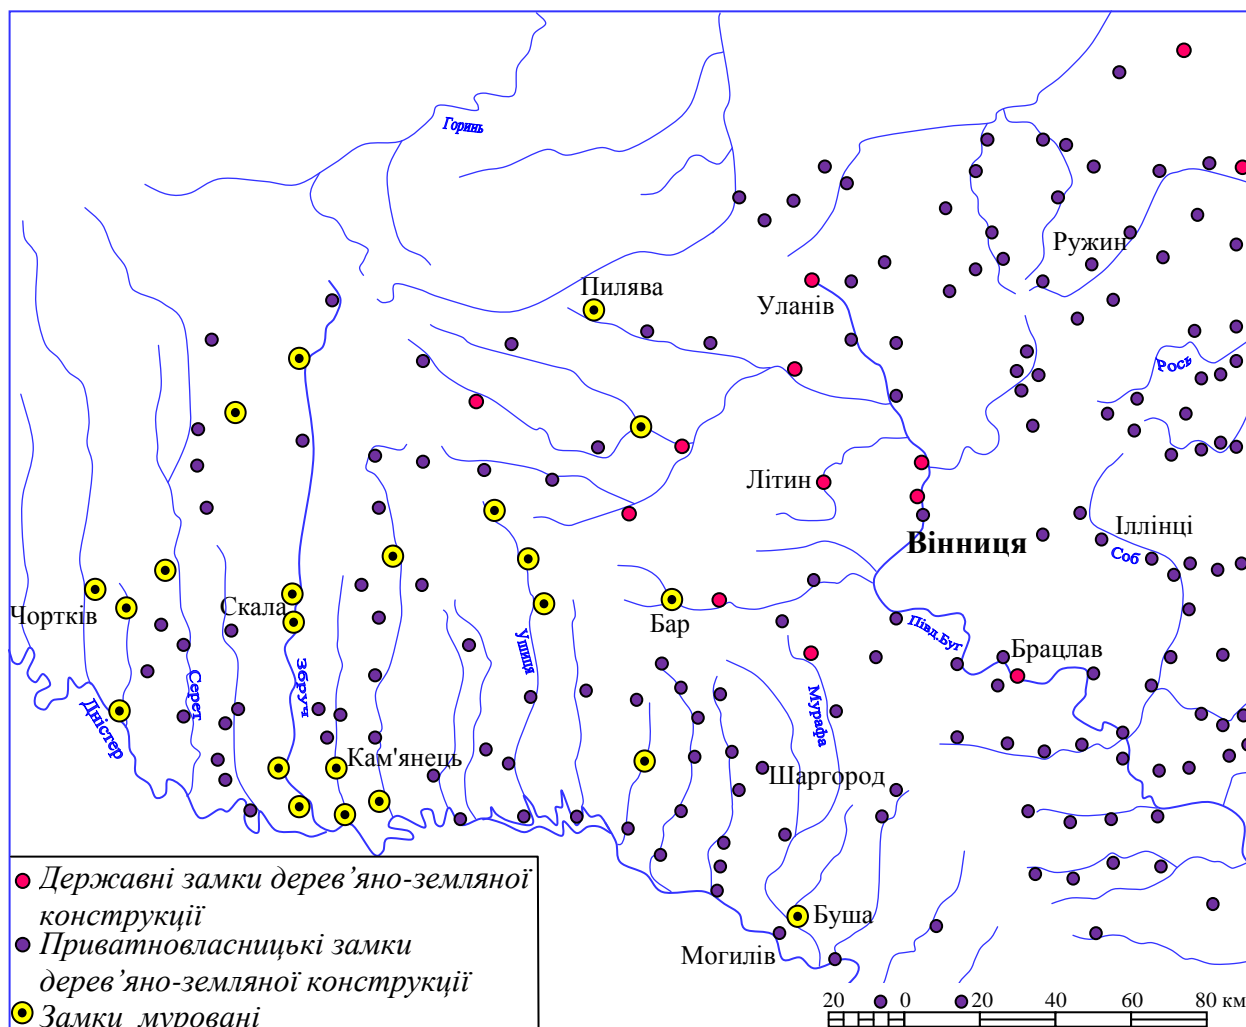 Горинь
Ружин
Пилява
Уланів
Рось
Літин
Іллінці
Вінниця
Соб
Чортків
Скала
Бар
Півд.Буг
Ушиця
Брацлав
Збруч
Серет
Мурафа
Дністер
Кам'янець
Шаргород
Буша
Могилів
Державні замки дерев’яно-земляної
конструкції
Приватновласницькі замки
дерев’яно-земляної конструкції
Замки муровані
20 0 20 40 60 80 км